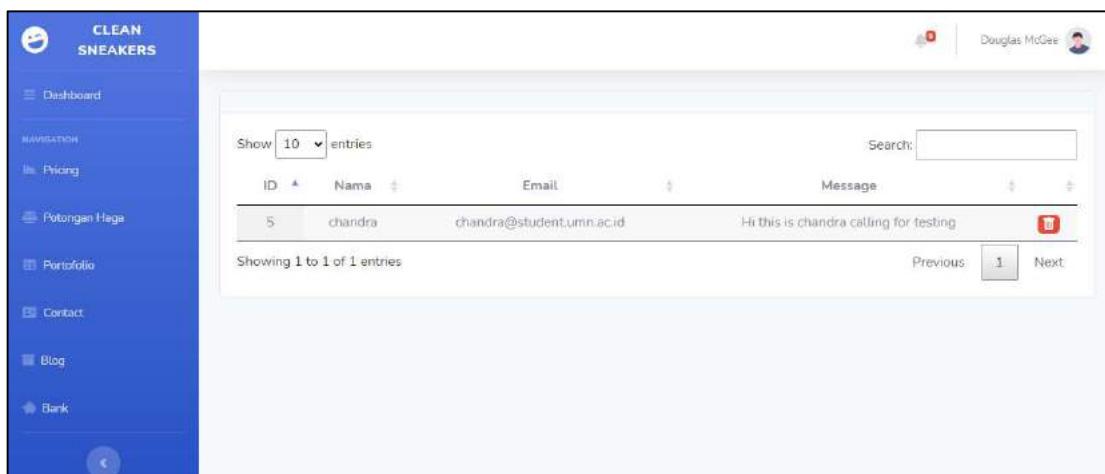 CLEAN
SNEAKERS
Douglas McGee
Dashboard
NAVIGATION
Pricing
Potongan Haga
Portofolio
Contact
Blog
Bank
Show 10 entries
Search:
ID Nama Email Message
5 chandra chandra@student.umn.ac.id Hi this is chandra calling for testing
Showing 1 to 1 of 1 entries
Previous 1 Next